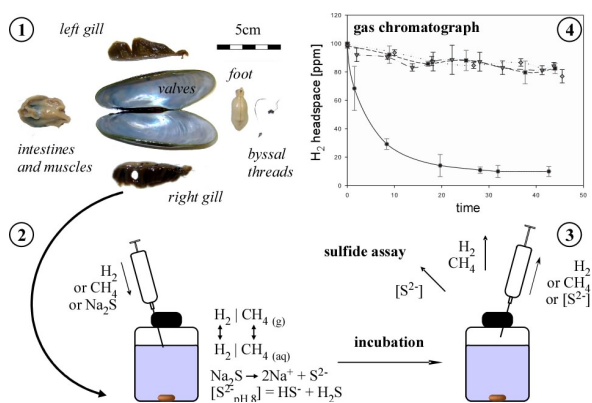 1
left gill
5cm
foot
valves
intestines
and muscles
byssal
threads
right gill
4
gas chromatograph
H2 headspace [ppm]
120
100
80
60
40
20
0
0 10 20 30 40 50
time
2
H2
or CH4
or Na2S
H2 | CH4 (g)
H2 | CH4 (aq)
Na2S → 2Na+ + S2-
[S2- pH 8] = HS- + H2S
incubation
3
sulfide assay
[S2-]
H2
CH4
H2
or CH4
or [S2-]